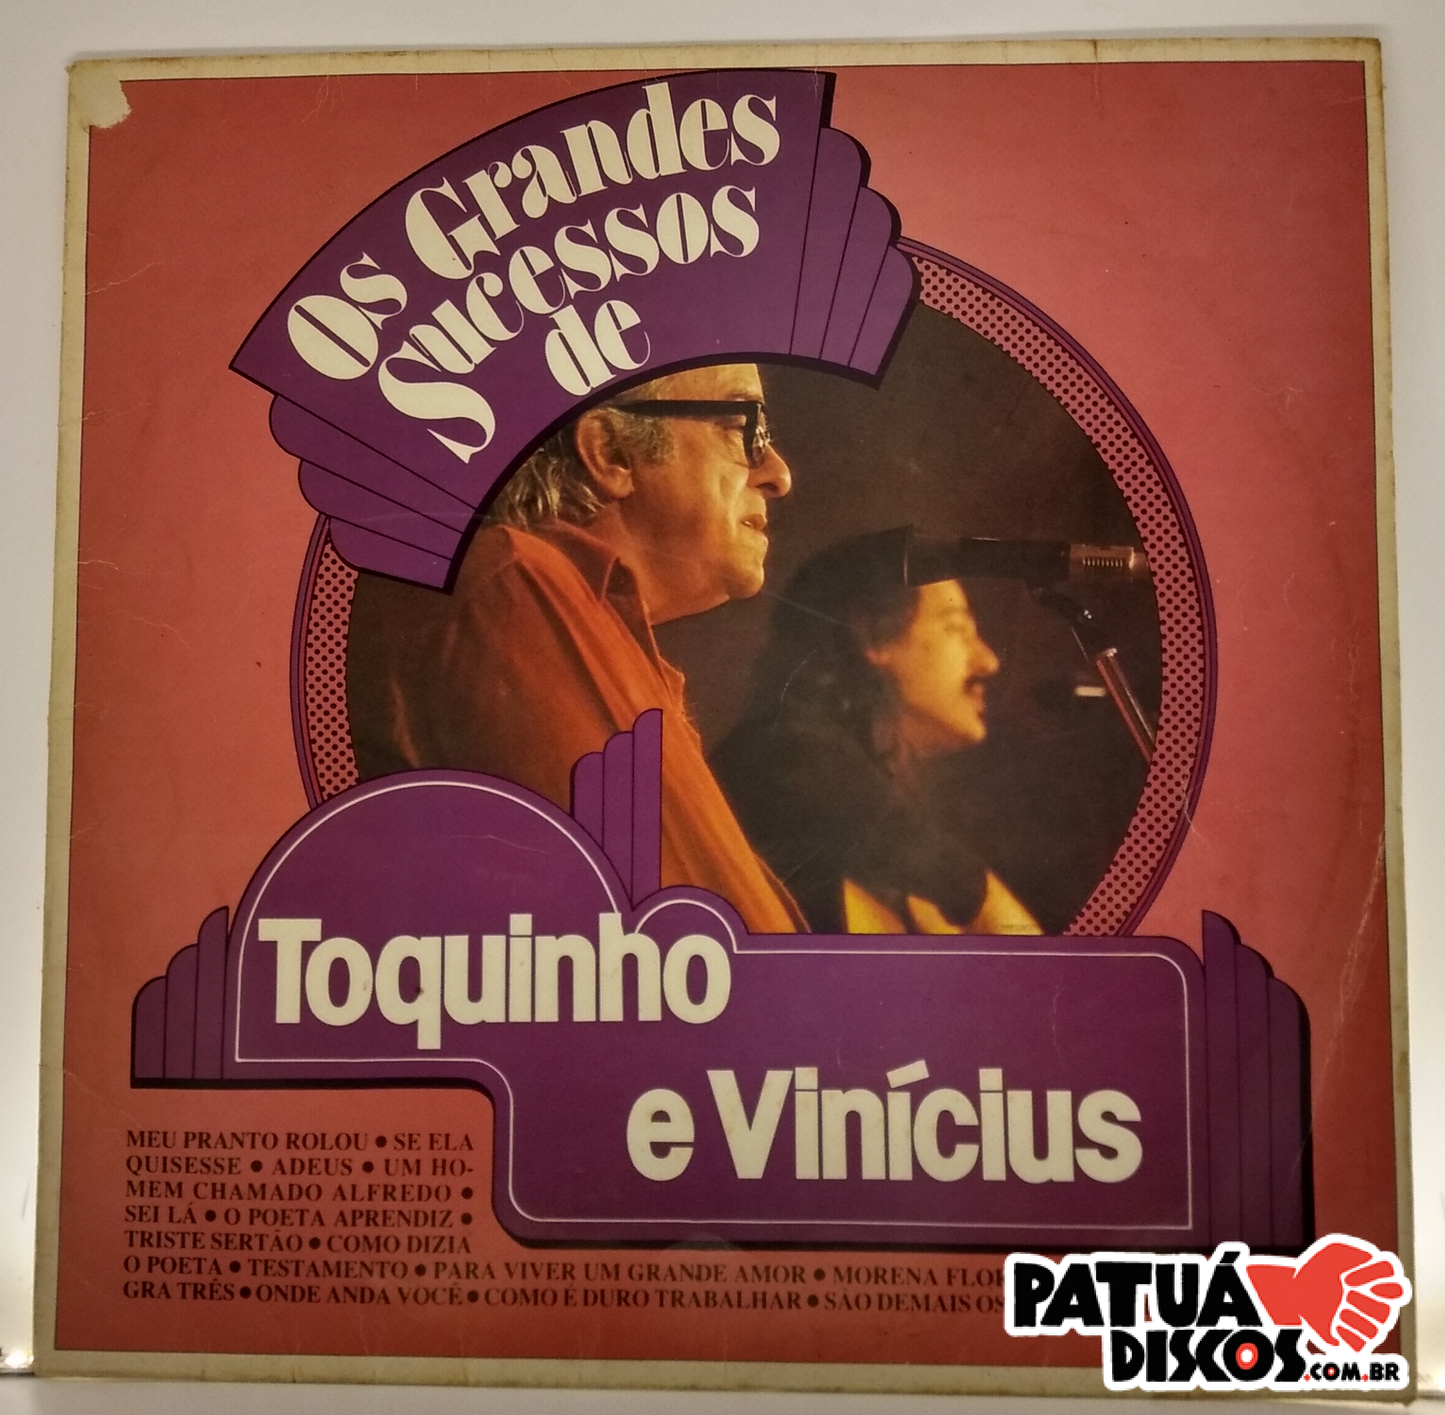 Os Grandes
Sucessos
de
Toquinho
e Vinícius
MEU PRANTO ROLOU • SE ELA
QUISESSE • ADEUS • UM HO-
MEM CHAMADO ALFREDO •
SEI LÁ • O POETA APRENDIZ •
TRISTE SERTÃO • COMO DIZIA
O POETA • TESTAMENTO • PARA VIVER UM GRANDE AMOR • MORENA FLOR
GRA TRÊS • ONDE ANDA VOCÊ • COMO É DURO TRABALHAR • SÃO DEMAIS OS
PATUÁ
DISCOS.COM.BR